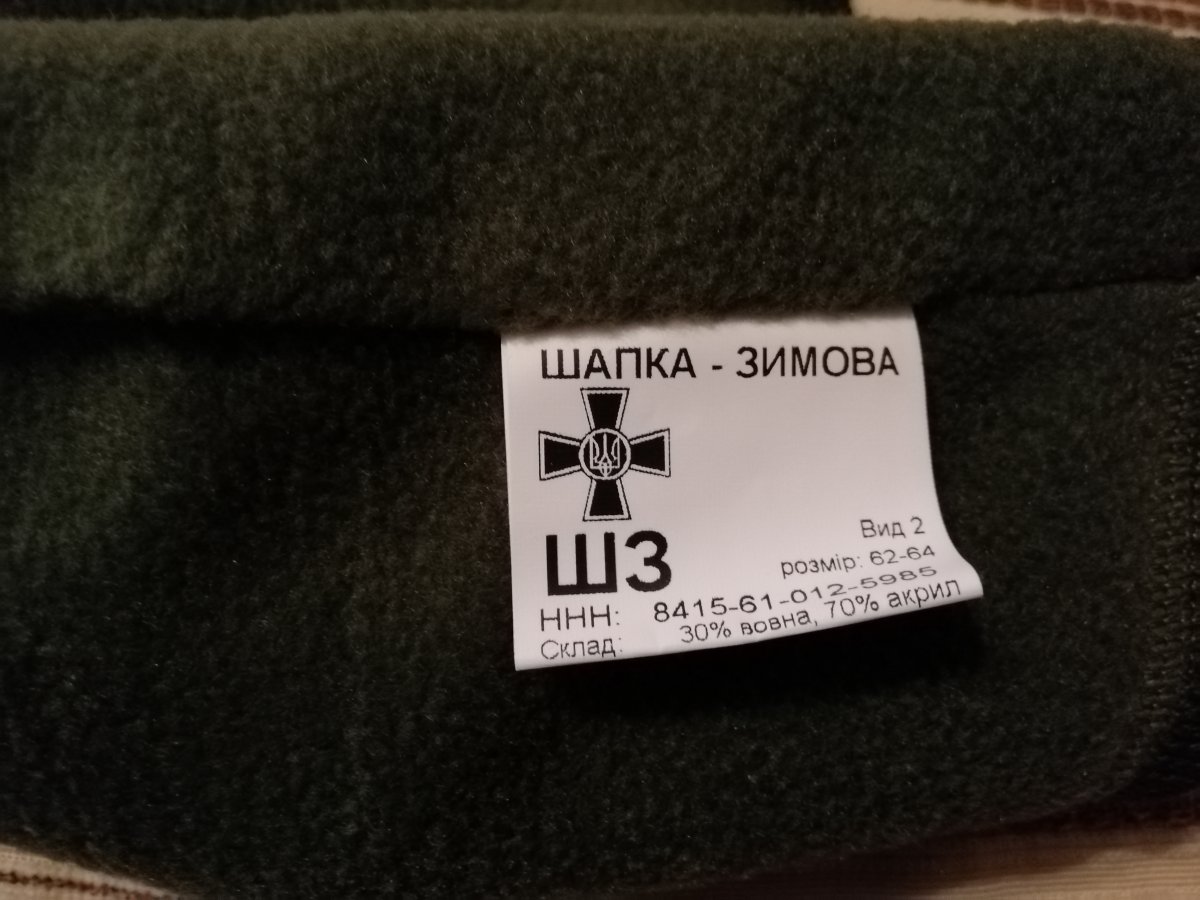 ШАПКА - ЗИМОВА
ШЗ
Вид 2
розмір: 62-64
ННН: 8415-61-012-5985
Склад: 30% вовна, 70% акрил